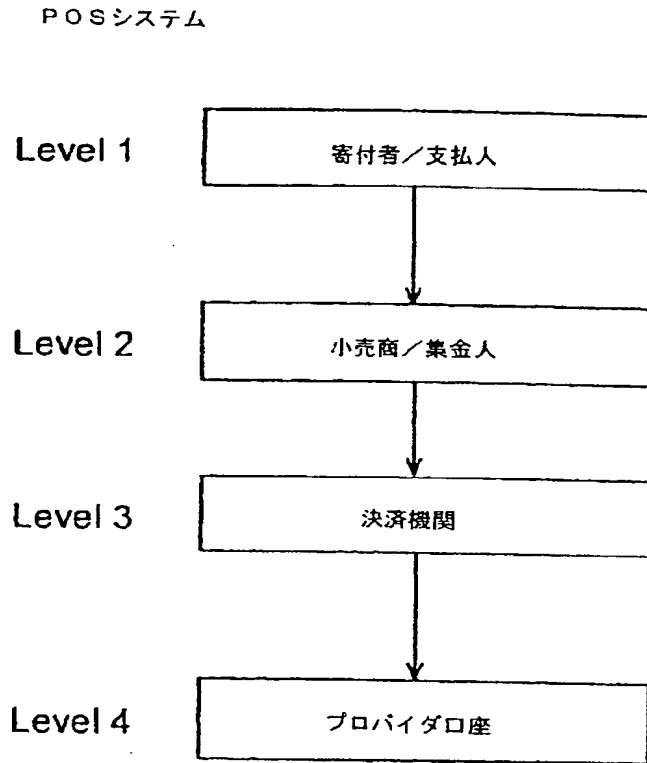 ＰＯＳシステム
Level 1
寄付者／支払人
Level 2
小売商／集金人
Level 3
決済機関
Level 4
プロバイダ口座